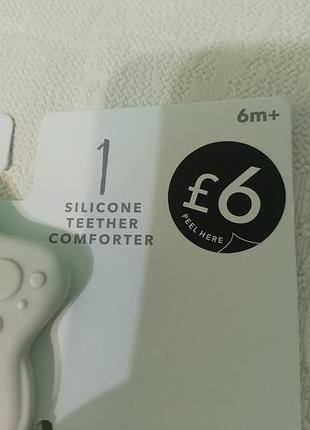 6m+
1
SILICONE
TEETHER
COMFORTER
£6
PEEL HERE